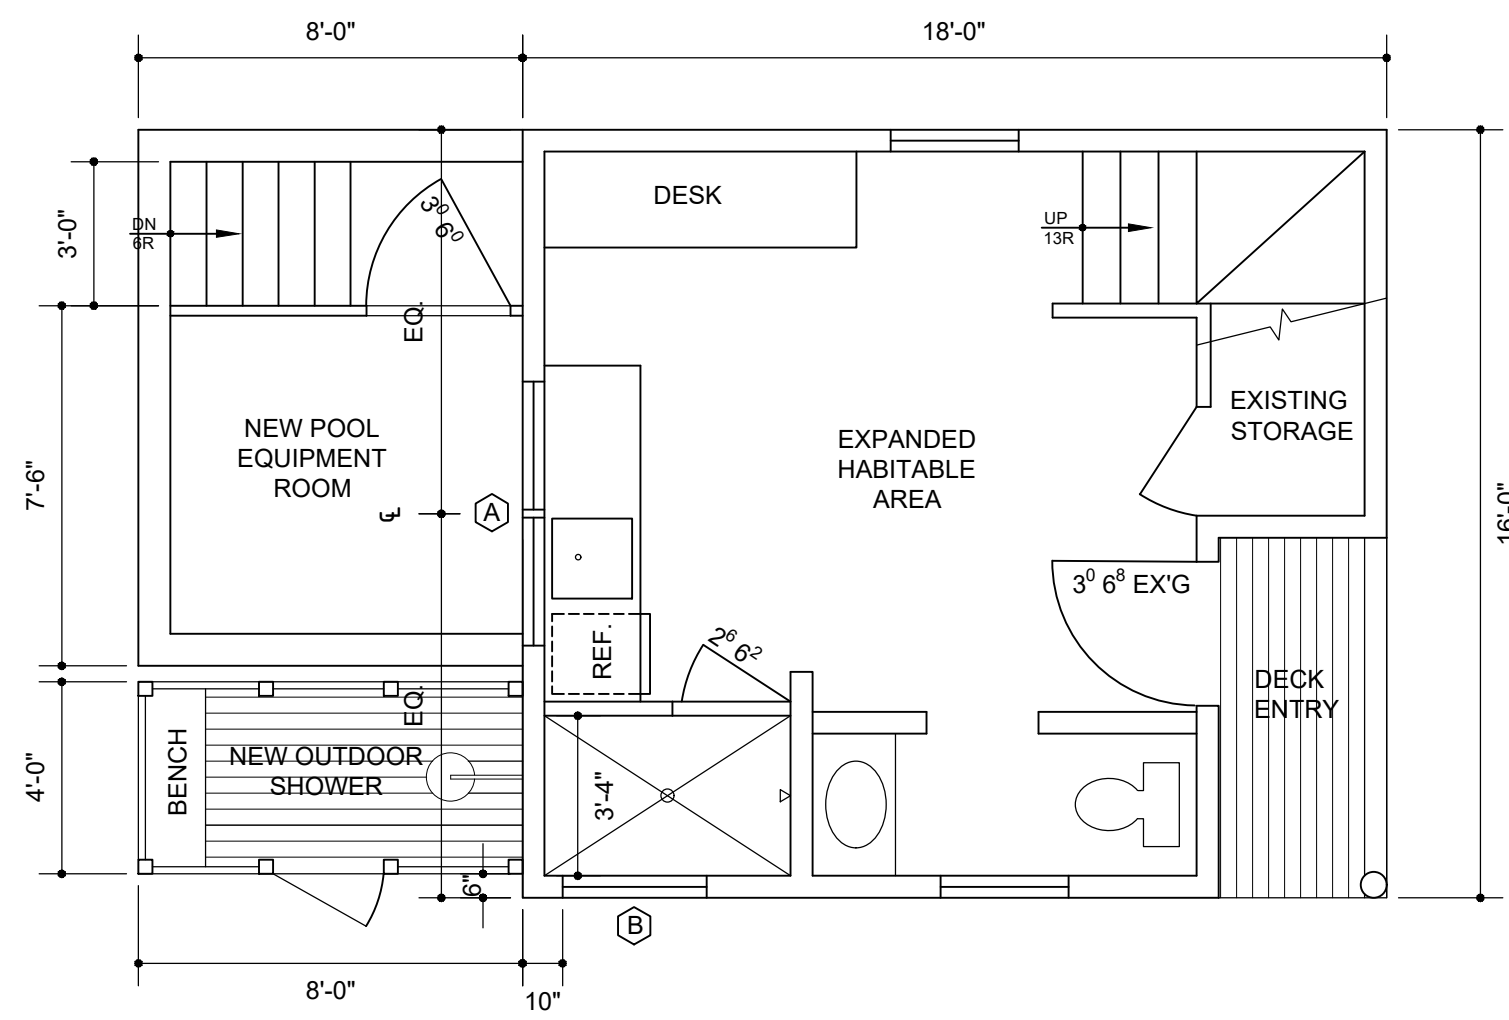 8'-0"
18'-0"
DESK
3'-0"
DN
6R
3⁰ 6⁰
UP
13R
EQ.
EXISTING
STORAGE
NEW POOL
EQUIPMENT
ROOM
EXPANDED
HABITABLE
AREA
7'-6"
℄
A
16'-0"
3⁰ 6⁸ EX'G
REF.
2⁶ 6²
DECK
ENTRY
EQ.
4'-0"
BENCH
NEW OUTDOOR
SHOWER
3'-4"
6"
B
8'-0"
10"